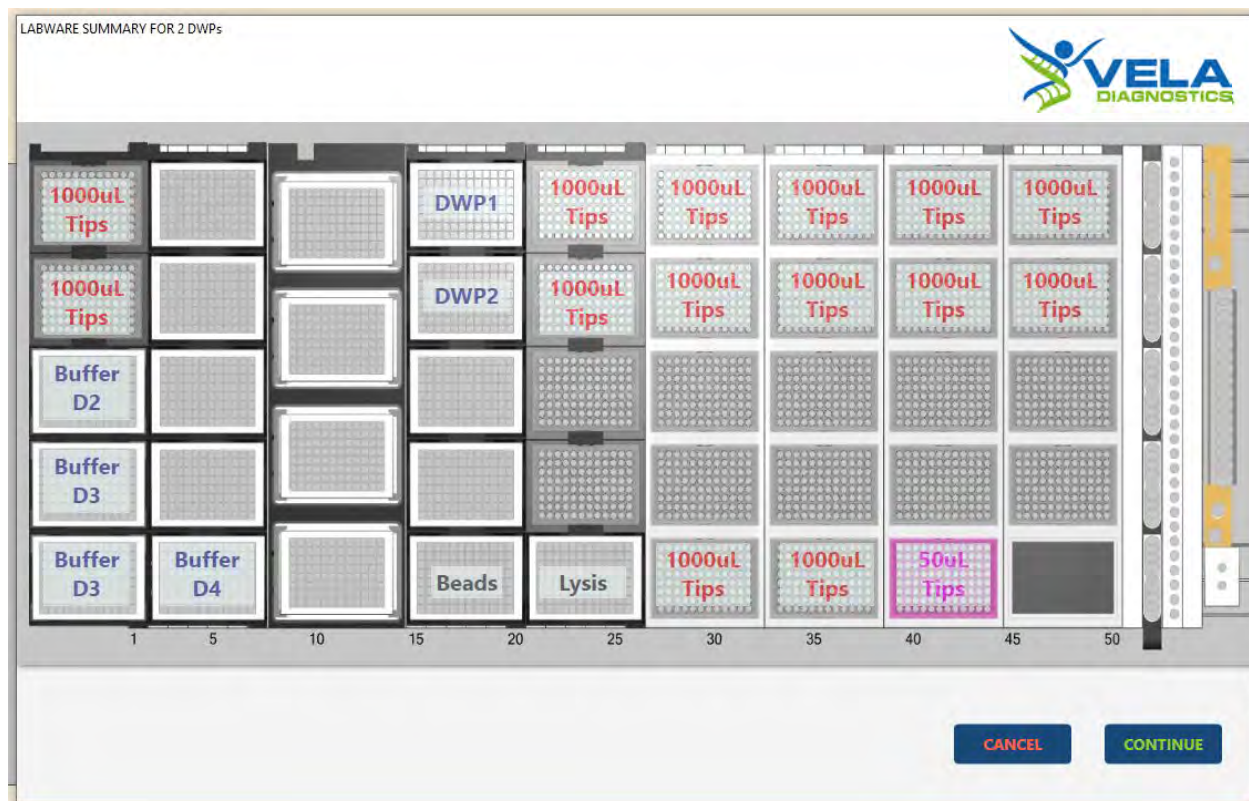 LABWARE SUMMARY FOR 2 DWPs
VELA
DIAGNOSTICS
1000uL
Tips
DWP1
1000uL
Tips
1000uL
Tips
1000uL
Tips
1000uL
Tips
1000uL
Tips
1000uL
Tips
DWP2
1000uL
Tips
1000uL
Tips
1000uL
Tips
1000uL
Tips
1000uL
Tips
Buffer
D2
Buffer
D3
Buffer
D3
Buffer
D4
Beads
Lysis
1000uL
Tips
1000uL
Tips
50uL
Tips
1 5 10 15 20 25 30 35 40 45 50
CANCEL
CONTINUE